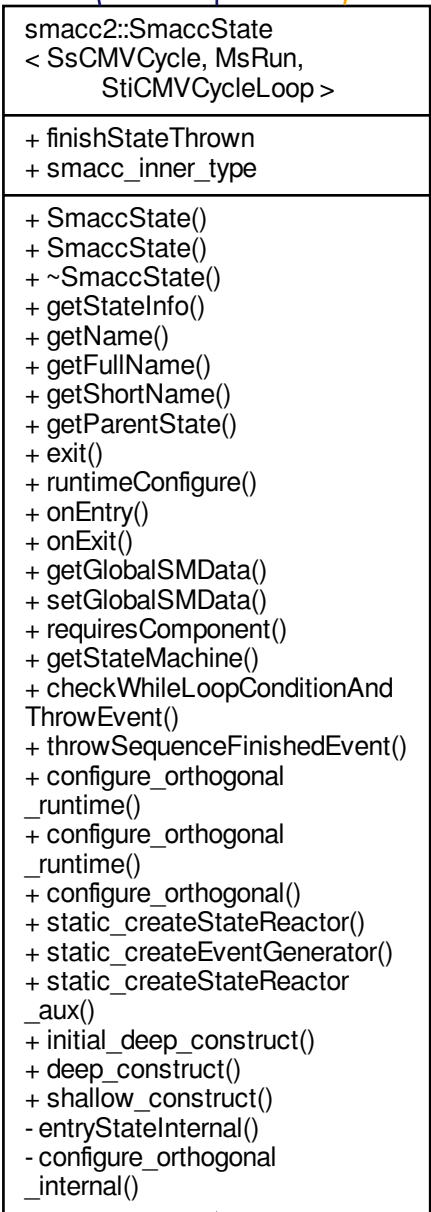 smacc2::SmaccState
< SsCMVCycle, MsRun,
StiCMVCycleLoop >
+ finishStateThrown
+ smacc_inner_type
+ SmaccState()
+ SmaccState()
+ ~SmaccState()
+ getStateInfo()
+ getName()
+ getFullName()
+ getShortName()
+ getParentState()
+ exit()
+ runtimeConfigure()
+ onEntry()
+ onExit()
+ getGlobalSMData()
+ setGlobalSMData()
+ requiresComponent()
+ getStateMachine()
+ checkWhileLoopConditionAnd
ThrowEvent()
+ throwSequenceFinishedEvent()
+ configure_orthogonal
_runtime()
+ configure_orthogonal
_runtime()
+ configure_orthogonal()
+ static_createStateReactor()
+ static_createEventGenerator()
+ static_createStateReactor
_aux()
+ initial_deep_construct()
+ deep_construct()
+ shallow_construct()
- entryStateInternal()
- configure_orthogonal
_internal()